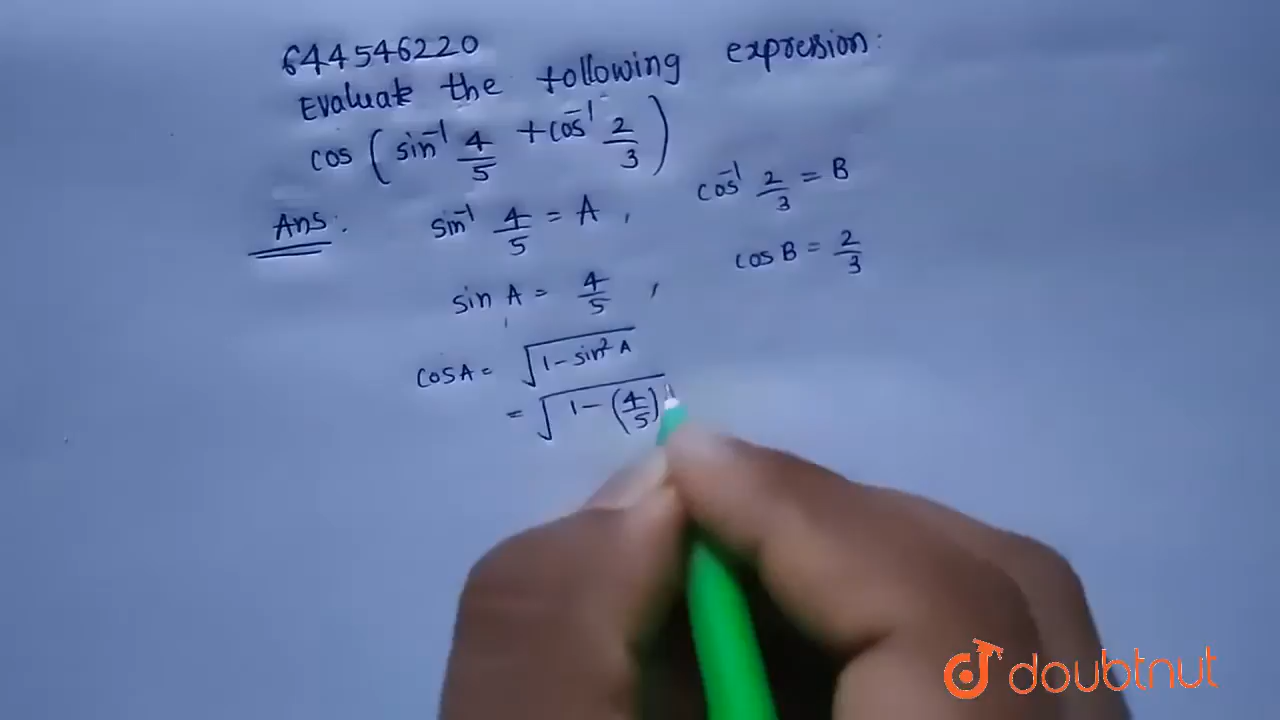 644546220
Evaluate the following expression:
cos (sin⁻¹ 4/5 + cos⁻¹ 2/3)
Ans: sin⁻¹ 4/5 = A, cos⁻¹ 2/3 = B
sin A = 4/5, cos B = 2/3
cos A = √(1 - sin² A)
= √(1 - (4/5)
doubtnut